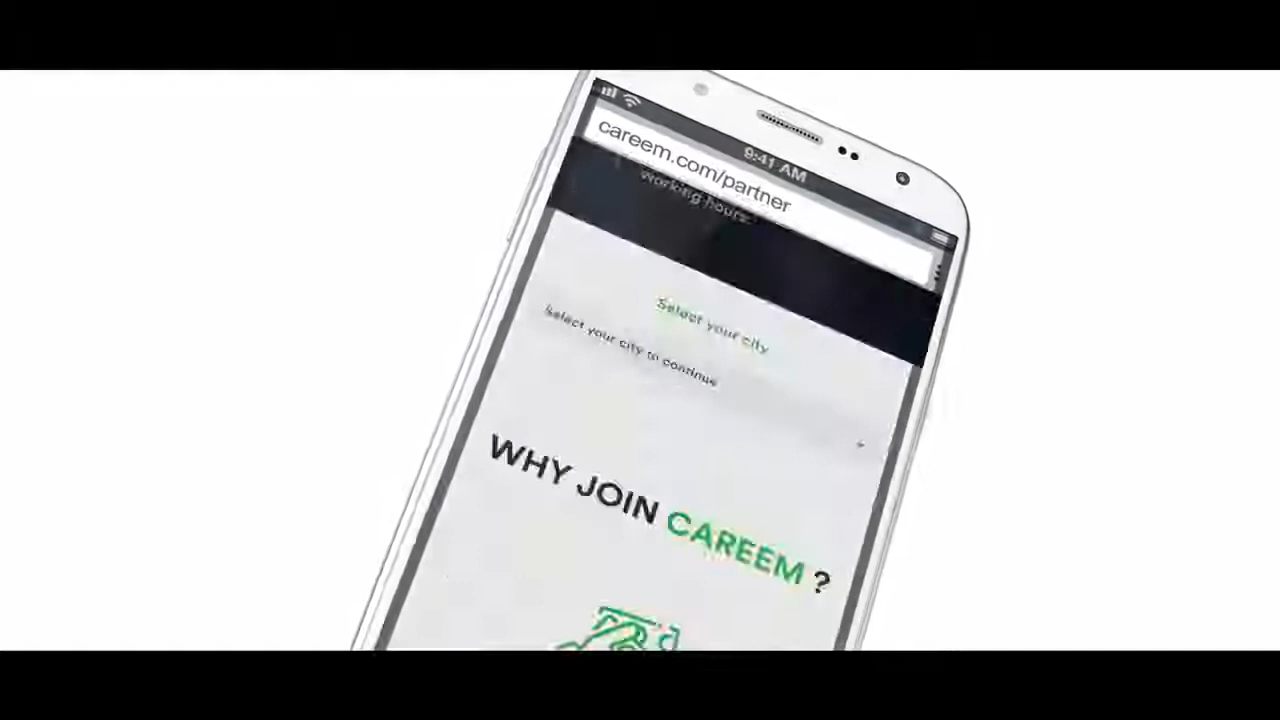 9:41 AM
careem.com/partner
working hours.
Select your city
Select your city to continue
WHY JOIN CAREEM ?